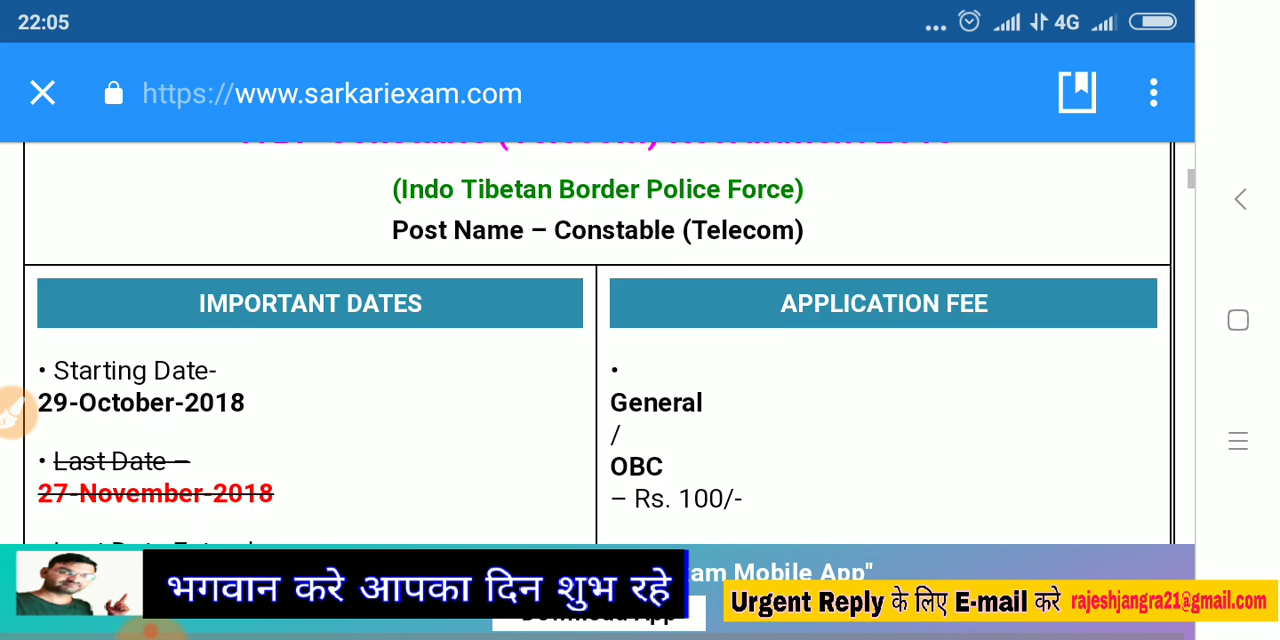 22:05
4G
https://www.sarkariexam.com
(Indo Tibetan Border Police Force)
Post Name – Constable (Telecom)
IMPORTANT DATES
APPLICATION FEE
• Starting Date-
29-October-2018
• Last Date –
27-November-2018
•
General
/
OBC
– Rs. 100/-
Mobile App"
भगवान करे आपका दिन शुभ रहे
Urgent Reply के लिए E-mail करे rajeshjangra21@gmail.com